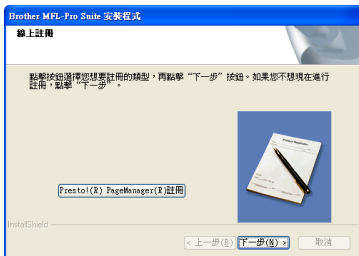 Brother MFL-Pro Suite 安裝程式
線上註冊
點擊按鈕選擇您想要註冊的類型，再點擊 “下一步” 按鈕。如果您不想現在進行
註冊，點擊 “下一步” 。
Presto!(R) PageManager(R)註冊
InstallShield
< 上一步(B)
下一步(N) >
取消